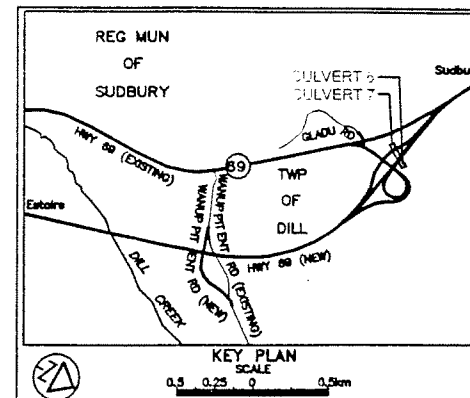 REG MUN
OF
SUDBURY
CULVERT 6
CULVERT 7
Sudbu
GLADU RD
HWY 69 (EXISTING)
69
TWP
OF
DILL
Estaire
WANUP PIT ENT RD (EXISTING)
WANUP PIT ENT RD (NEW)
HWY 69 (NEW)
DILL CREEK
N
KEY PLAN
SCALE
0.5 0.25 0 0.5km